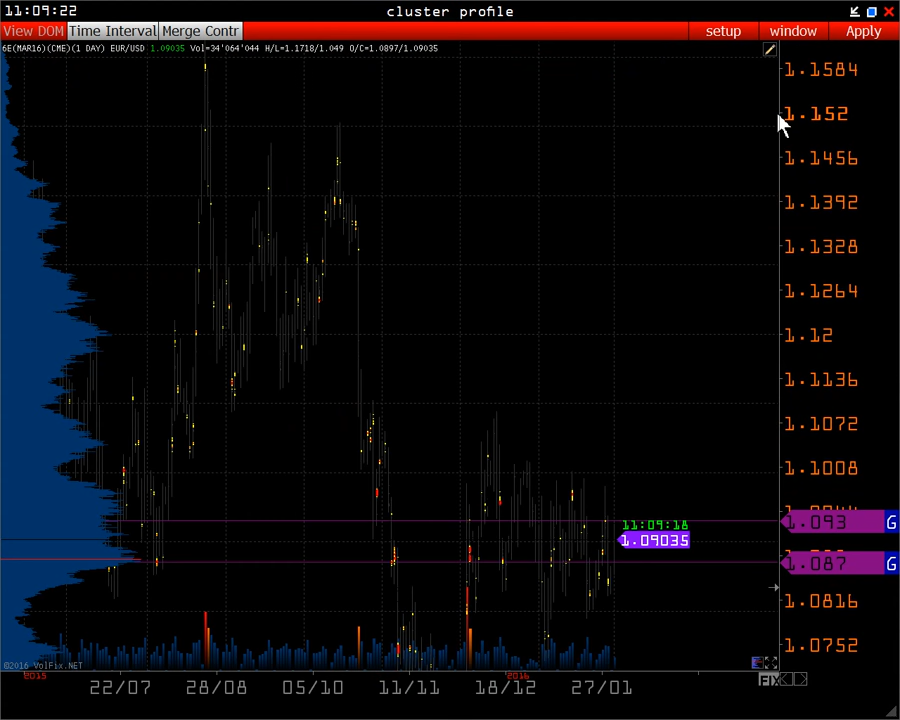 11:09:22 cluster profile
View DOM Time Interval Merge Contr setup window Apply
6E(MAR16)(CME)(1 DAY) EUR/USD 1.09035 Vol=34'064'044 H/L=1.1718/1.049 O/C=1.0897/1.09035
1.1584
1.152
1.1456
1.1392
1.1328
1.1264
1.12
1.1136
1.1072
1.1008
1.093 G
11:09:18
1.09035
1.087 G
1.0816
1.0752
©2016 VolFix.NET
2015 2016
FIX
22/07 28/08 05/10 11/11 18/12 27/01